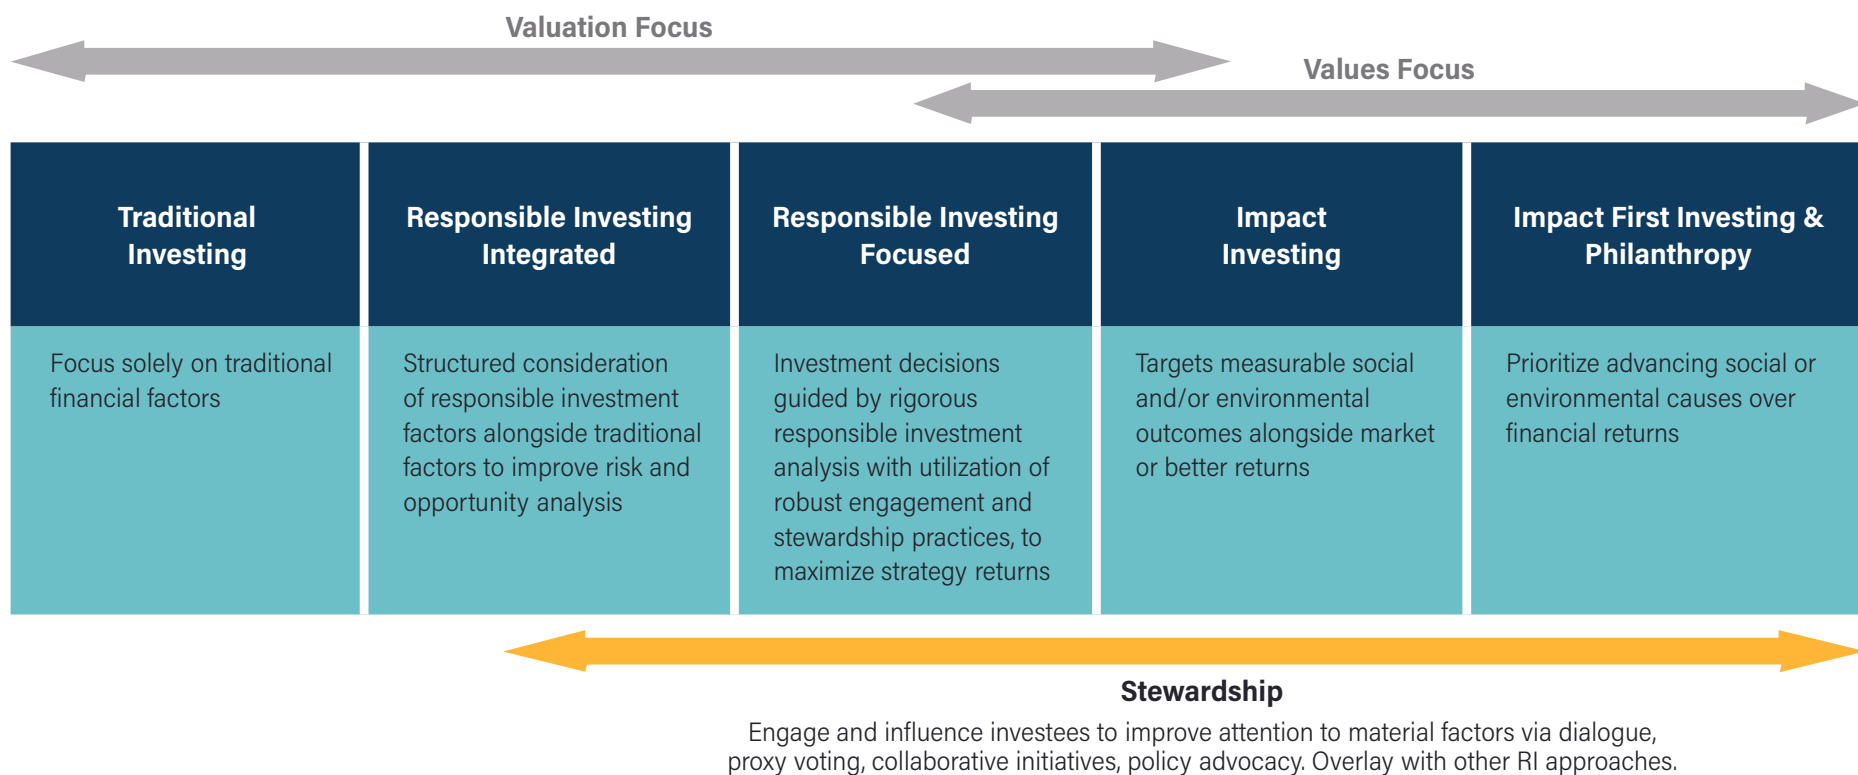 Valuation Focus
Values Focus
Traditional
Investing
Responsible Investing
Integrated
Responsible Investing
Focused
Impact
Investing
Impact First Investing &
Philanthropy
Focus solely on traditional
financial factors
Structured consideration
of responsible investment
factors alongside traditional
factors to improve risk and
opportunity analysis
Investment decisions
guided by rigorous
responsible investment
analysis with utilization of
robust engagement and
stewardship practices, to
maximize strategy returns
Targets measurable social
and/or environmental
outcomes alongside market
or better returns
Prioritize advancing social or
environmental causes over
financial returns
Stewardship
Engage and influence investees to improve attention to material factors via dialogue,
proxy voting, collaborative initiatives, policy advocacy. Overlay with other RI approaches.